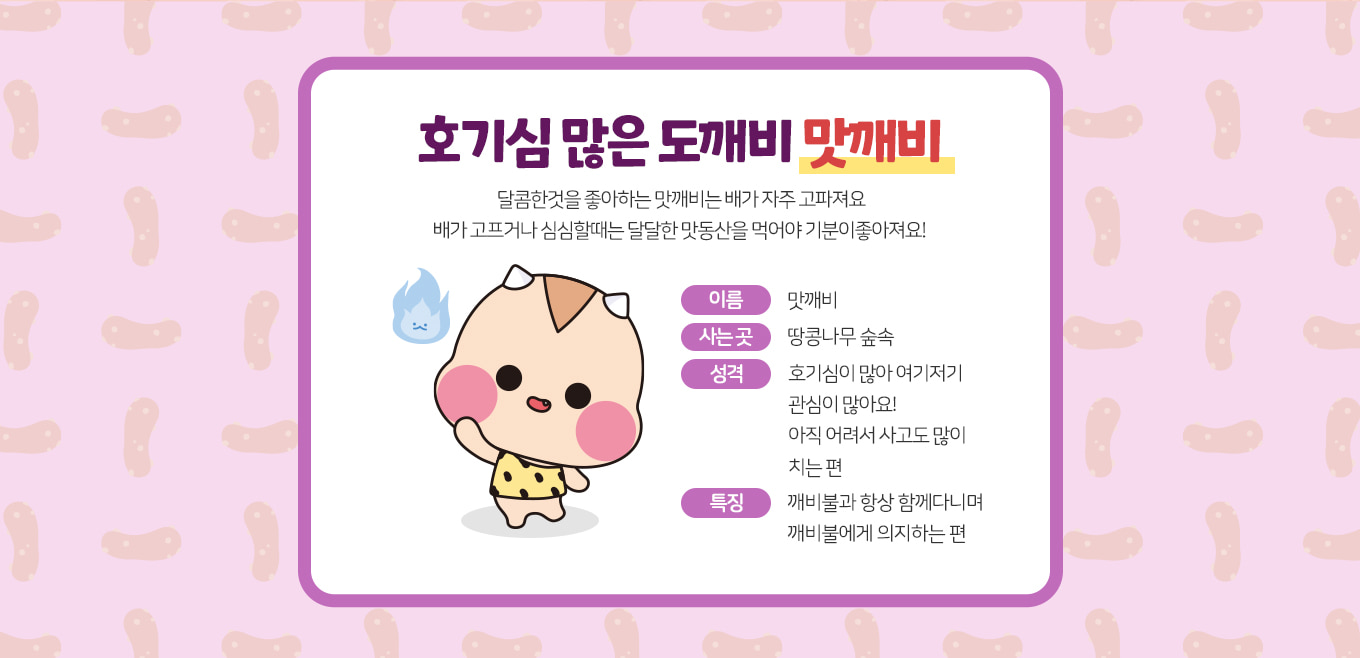 호기심 많은 도깨비 맛깨비
달콤한것을 좋아하는 맛깨비는 배가 자주 고파져요
배가 고프거나 심심할때는 달달한 맛동산을 먹어야 기분이좋아져요!
이름 맛깨비
사는 곳 땅콩나무 숲속
성격 호기심이 많아 여기저기
관심이 많아요!
아직 어려서 사고도 많이
치는 편
특징 깨비불과 항상 함께다니며
깨비불에게 의지하는 편